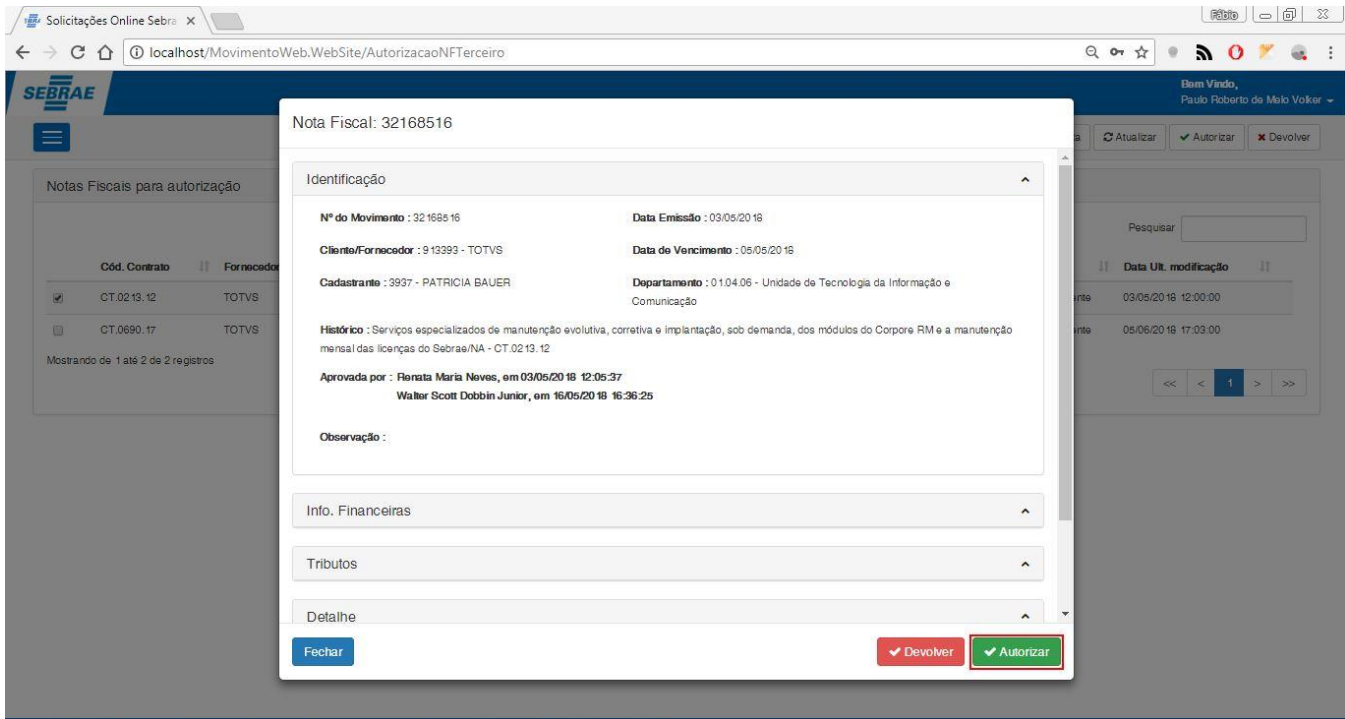 Solicitações Online Sebra
Fábio
localhost/MovimentoWeb.WebSite/AutorizacaoNFTerceiro
SEBRAE
Bem Vindo,
Paulo Roberto de Melo Volker
Atualizar Autorizar Devolver
Nota Fiscal: 32168516
Notas Fiscais para autorização
Identificação
Nº do Movimento : 32168516 Data Emissão : 03/05/2018
Pesquisar
Cliente/Fornecedor : 913393 - TOTVS Data de Vencimento : 05/05/2018
Cód. Contrato Fornecedor Data Ult. modificação
Cadastrante : 3937 - PATRICIA BAUER Departamento : 01.04.06 - Unidade de Tecnologia da Informação e
Comunicação
CT.0213.12 TOTVS 03/05/2018 12:00:00
CT.0690.17 TOTVS 05/06/2018 17:03:00
Histórico : Serviços especializados de manutenção evolutiva, corretiva e implantação, sob demanda, dos módulos do Corpore RM e a manutenção
mensal das licenças do Sebrae/NA - CT.0213.12
Mostrando de 1 até 2 de 2 registros
Aprovada por : Renata Maria Neves, em 03/05/2018 12:05:37
Walter Scott Dobbin Junior, em 16/05/2018 16:36:25
<< < 1 > >>
Observação :
Info. Financeiras
Tributos
Detalhe
Fechar Devolver Autorizar